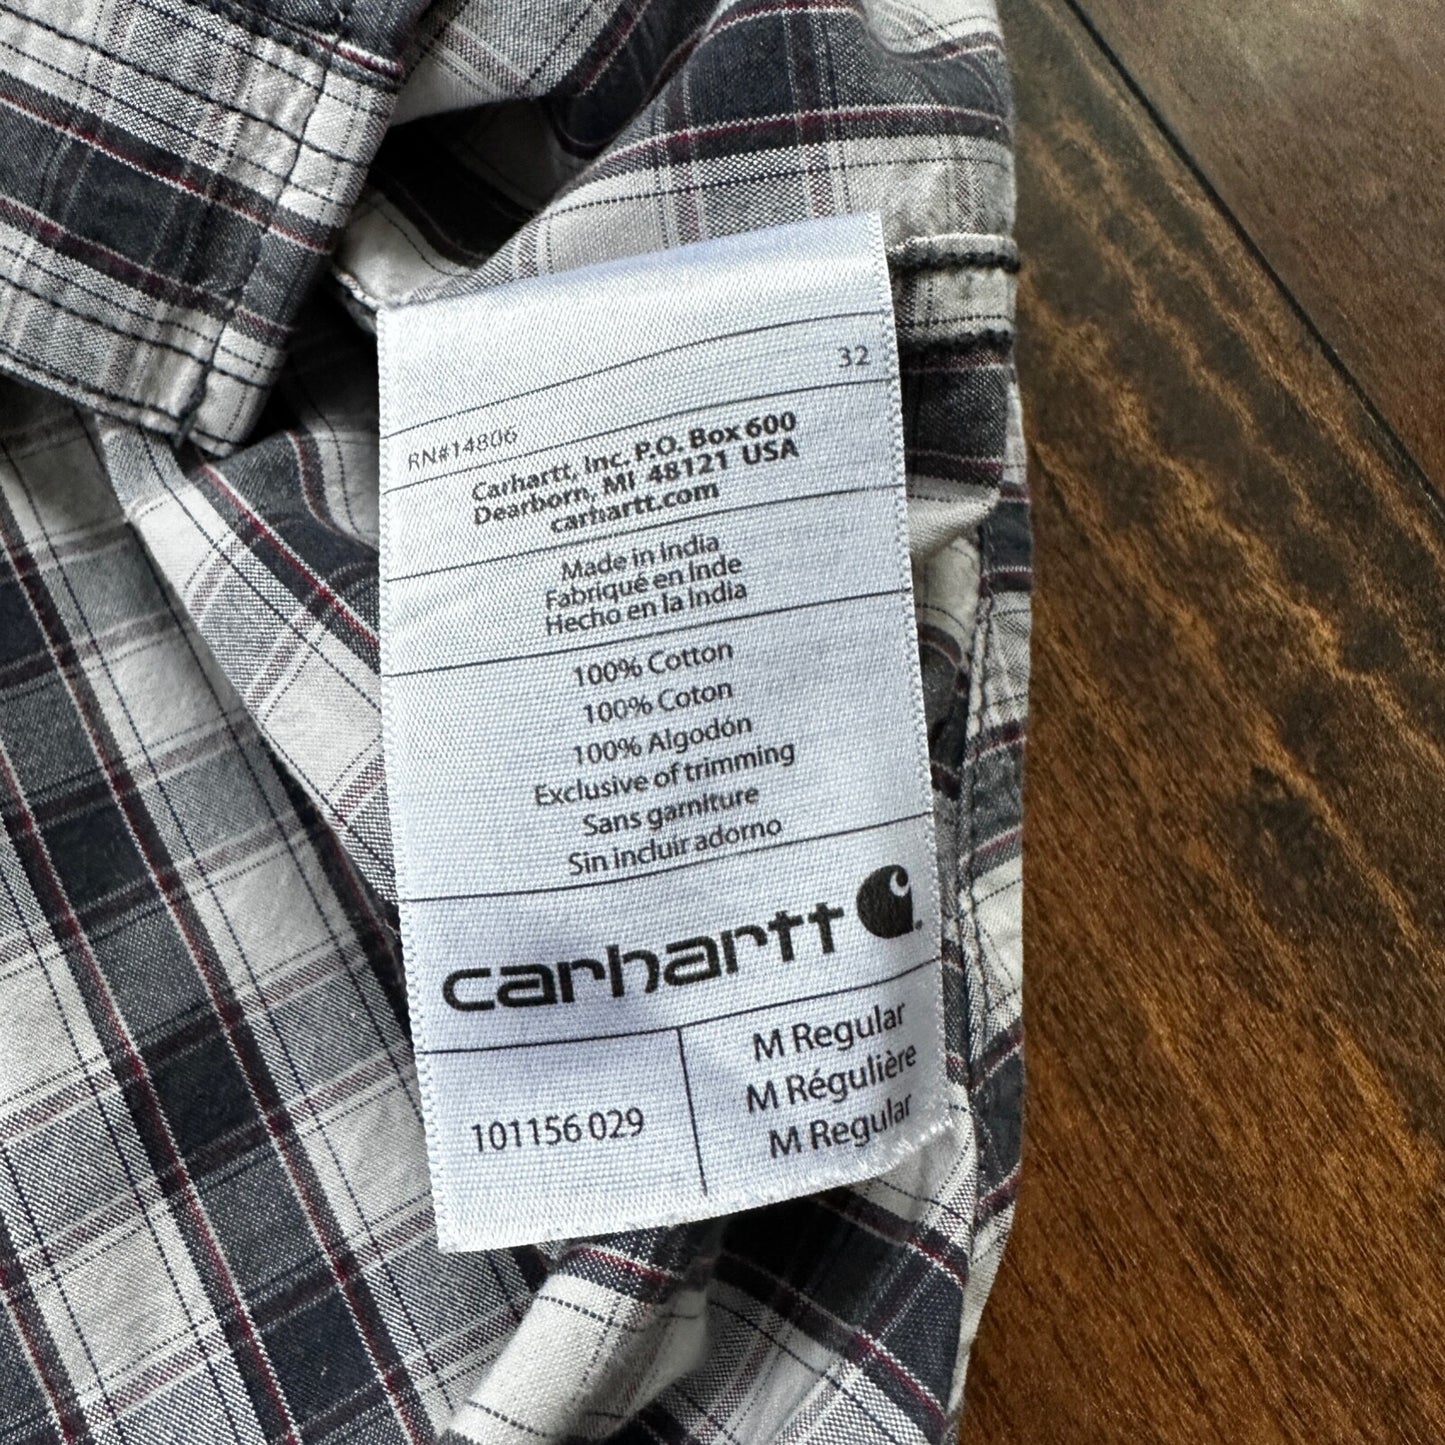 32
RN#14806
Carhartt, Inc. P.O. Box 600
Dearborn, MI 48121 USA
carhartt.com
Made in India
Fabriqué en Inde
Hecho en la India
100% Cotton
100% Coton
100% Algodón
Exclusive of trimming
Sans garniture
Sin incluir adorno
carhartt
101156 029
M Regular
M Régulière
M Regular